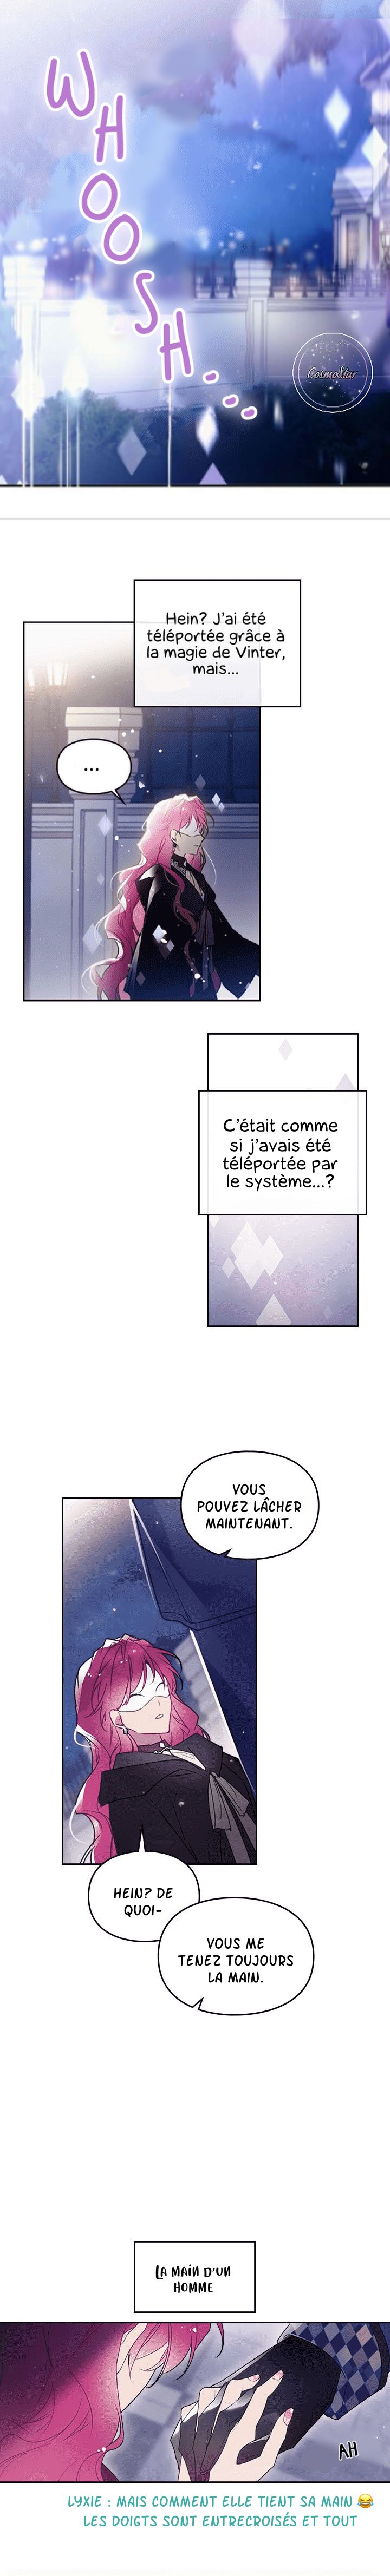 WHOOSH...
CosmoStar
Hein? J'ai été
téléportée grâce à
la magie de Vinter,
mais...
...
C'était comme
si j'avais été
téléportée par
le système...?
VOUS
POUVEZ LÂCHER
MAINTENANT.
HEIN? DE
QUOI-
VOUS ME
TENEZ TOUJOURS
LA MAIN.
LA MAIN D'UN
HOMME
AH
LYXIE : MAIS COMMENT ELLE TIENT SA MAIN 😂
LES DOIGTS SONT ENTRECROISÉS ET TOUT